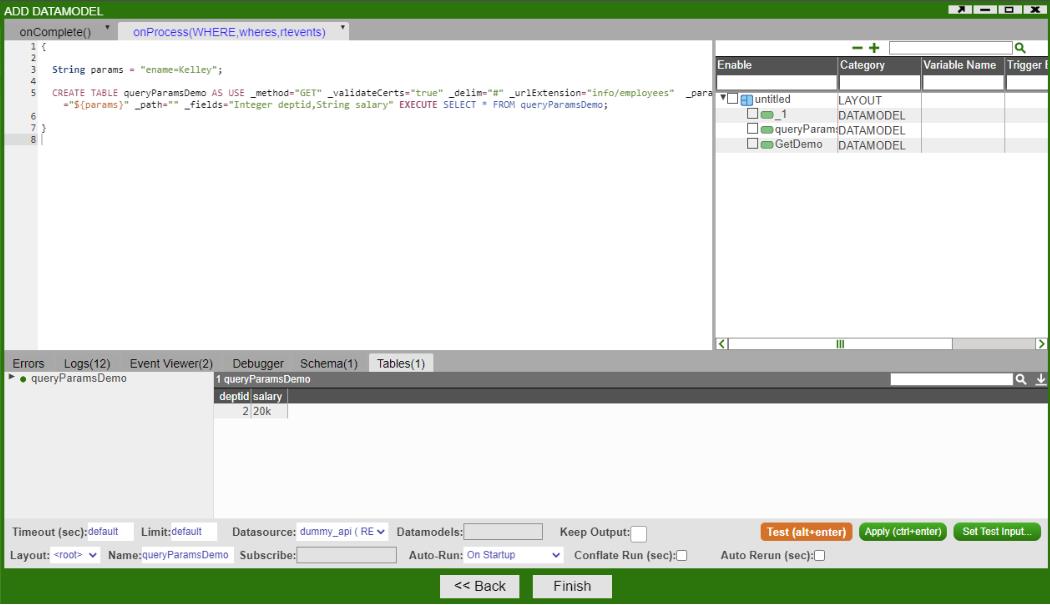 ADD DATAMODEL
onComplete()
onProcess(WHERE,wheres,rtevents)
1 {
2
3 String params = "ename=Kelley";
4
5 CREATE TABLE queryParamsDemo AS USE _method="GET" _validateCerts="true" _delim="#" _urlExtension="info/employees" _para
="${params}" _path="" _fields="Integer deptid,String salary" EXECUTE SELECT * FROM queryParamsDemo;
6
7 }
8
Enable Category Variable Name Trigger
untitled LAYOUT
_1 DATAMODEL
queryParams DATAMODEL
GetDemo DATAMODEL
Errors Logs(12) Event Viewer(2) Debugger Schema(1) Tables(1)
queryParamsDemo
1 queryParamsDemo
deptid salary
2 20k
Timeout (sec): default Limit: default Datasource: dummy_api ( RE Datamodels: Keep Output: Test (alt+enter) Apply (ctrl+enter) Set Test Input...
Layout: <root> Name: queryParamsDemo Subscribe: Auto-Run: On Startup Conflate Run (sec): Auto Rerun (sec):
<< Back Finish